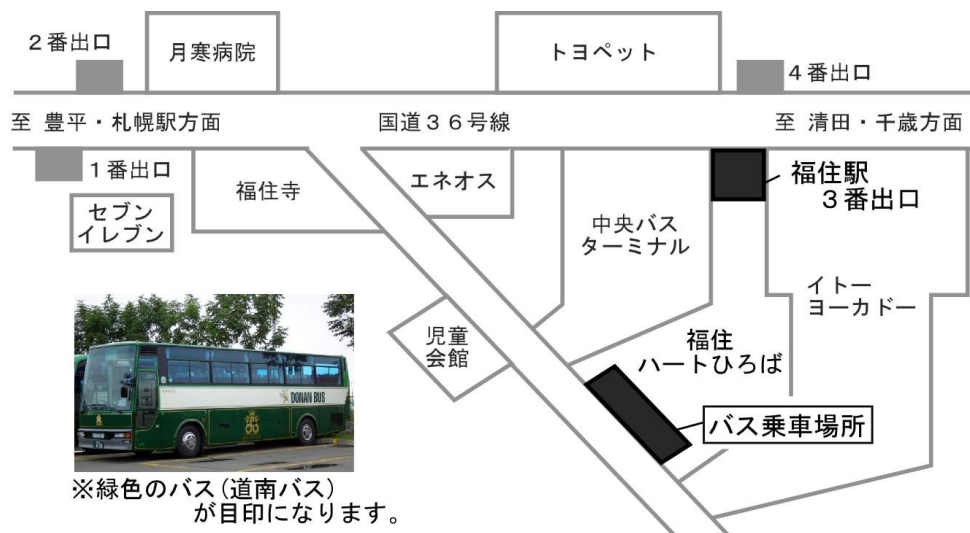 2番出口
月寒病院
トヨペット
4番出口
至 豊平・札幌駅方面
国道36号線
至 清田・千歳方面
1番出口
福住寺
エネオス
福住駅
3番出口
セブン
イレブン
中央バス
ターミナル
イトー
ヨーカドー
児童
会館
福住
ハートひろば
DONAN BUS
バス乗車場所
※緑色のバス(道南バス)
が目印になります。